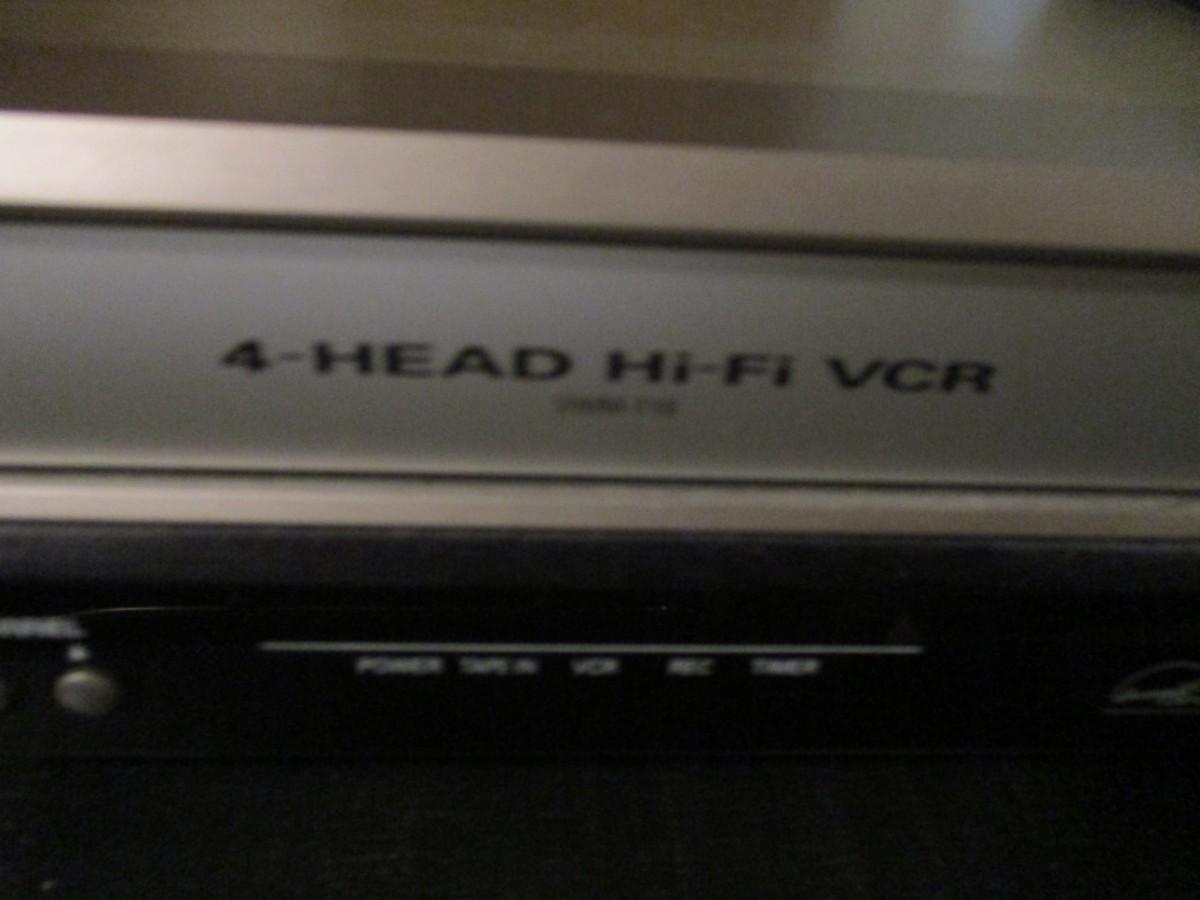 4-HEAD Hi-Fi VCR
POWER TAPE IN VCR REC TIMER